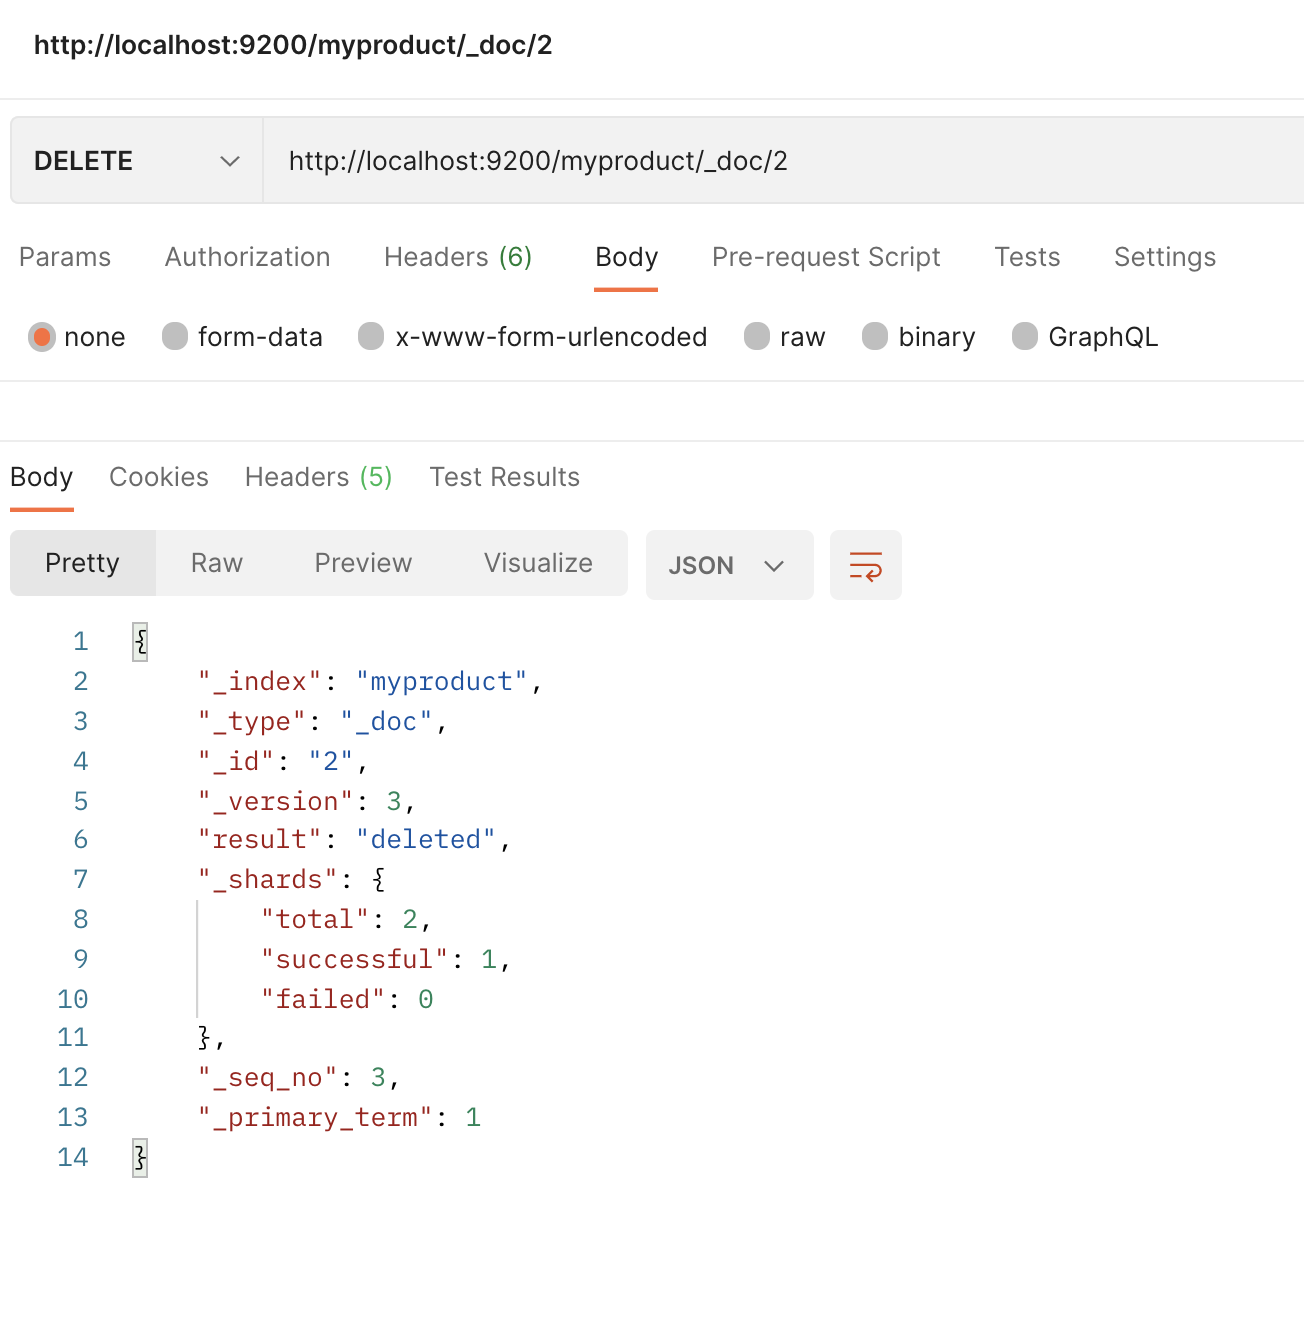 http://localhost:9200/myproduct/_doc/2
DELETE http://localhost:9200/myproduct/_doc/2
Params Authorization Headers (6) Body Pre-request Script Tests Settings
none form-data x-www-form-urlencoded raw binary GraphQL
Body Cookies Headers (5) Test Results
Pretty Raw Preview Visualize JSON
1 {
2 "_index": "myproduct",
3 "_type": "_doc",
4 "_id": "2",
5 "_version": 3,
6 "result": "deleted",
7 "_shards": {
8 "total": 2,
9 "successful": 1,
10 "failed": 0
11 },
12 "_seq_no": 3,
13 "_primary_term": 1
14 }